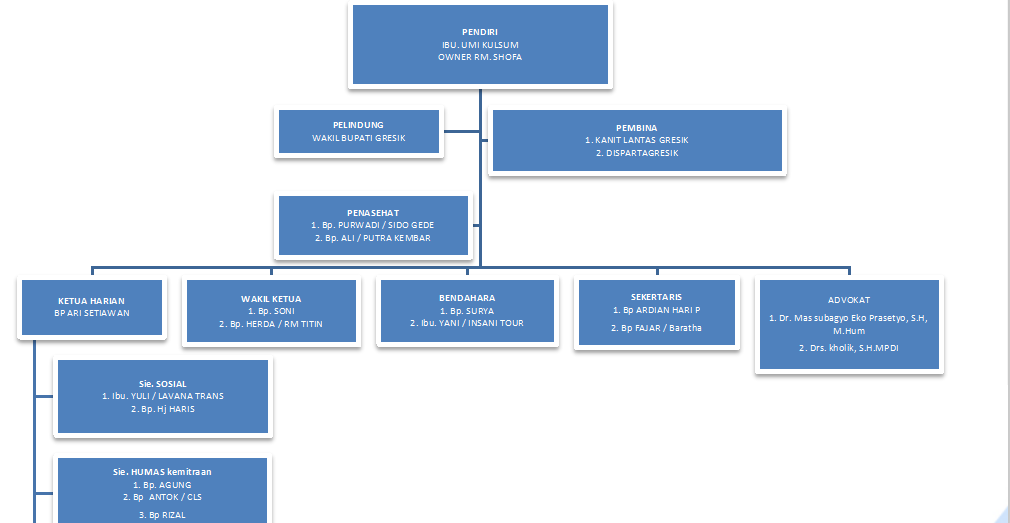 PENDIRI
IBU. UMI KULSUM
OWNER RM. SHOFA
PELINDUNG
WAKIL BUPATI GRESIK
PEMBINA
1. KANIT LANTAS GRESIK
2. DISPARTAGRESIK
PENASEHAT
1. Bp. PURWADI / SIDO GEDE
2. Bp. ALI / PUTRA KEMBAR
KETUA HARIAN
BP ARI SETIAWAN
WAKIL KETUA
1. Bp. SONI
2. Bp. HERDA / RM TITIN
BENDAHARA
1. Bp. SURYA
2. Ibu. YANI / INSANI TOUR
SEKERTARIS
1. Bp ARDIAN HARI P
2. Bp FAJAR / Baratha
ADVOKAT
1. Dr. Mas subagyo Eko Prasetyo, S.H,
M.Hum
2. Drs. kholik, S.H.MPDI
Sie. SOSIAL
1. Ibu. YULI / LAVANA TRANS
2. Bp. Hj HARIS
Sie. HUMAS kemitraan
1. Bp. AGUNG
2. Bp  ANTOK / CLS
3. Bp RIZAL